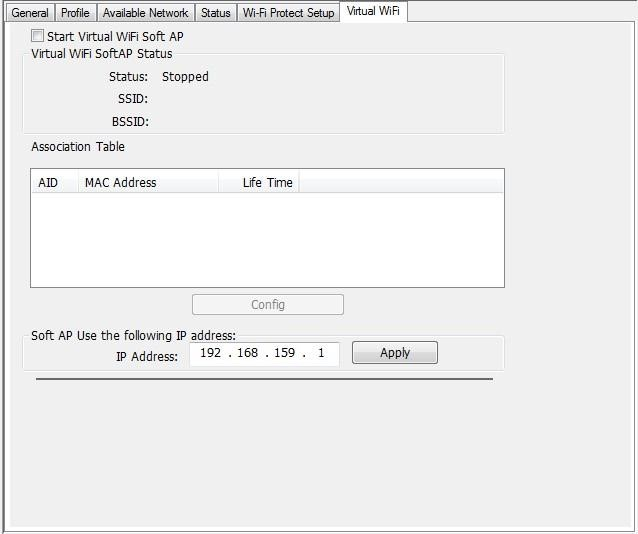 General Profile Available Network Status Wi-Fi Protect Setup Virtual WiFi
Start Virtual WiFi Soft AP
Virtual WiFi SoftAP Status
Status: Stopped
SSID:
BSSID:
Association Table
AID MAC Address Life Time
Config
Soft AP Use the following IP address:
IP Address: 192 . 168 . 159 . 1 Apply